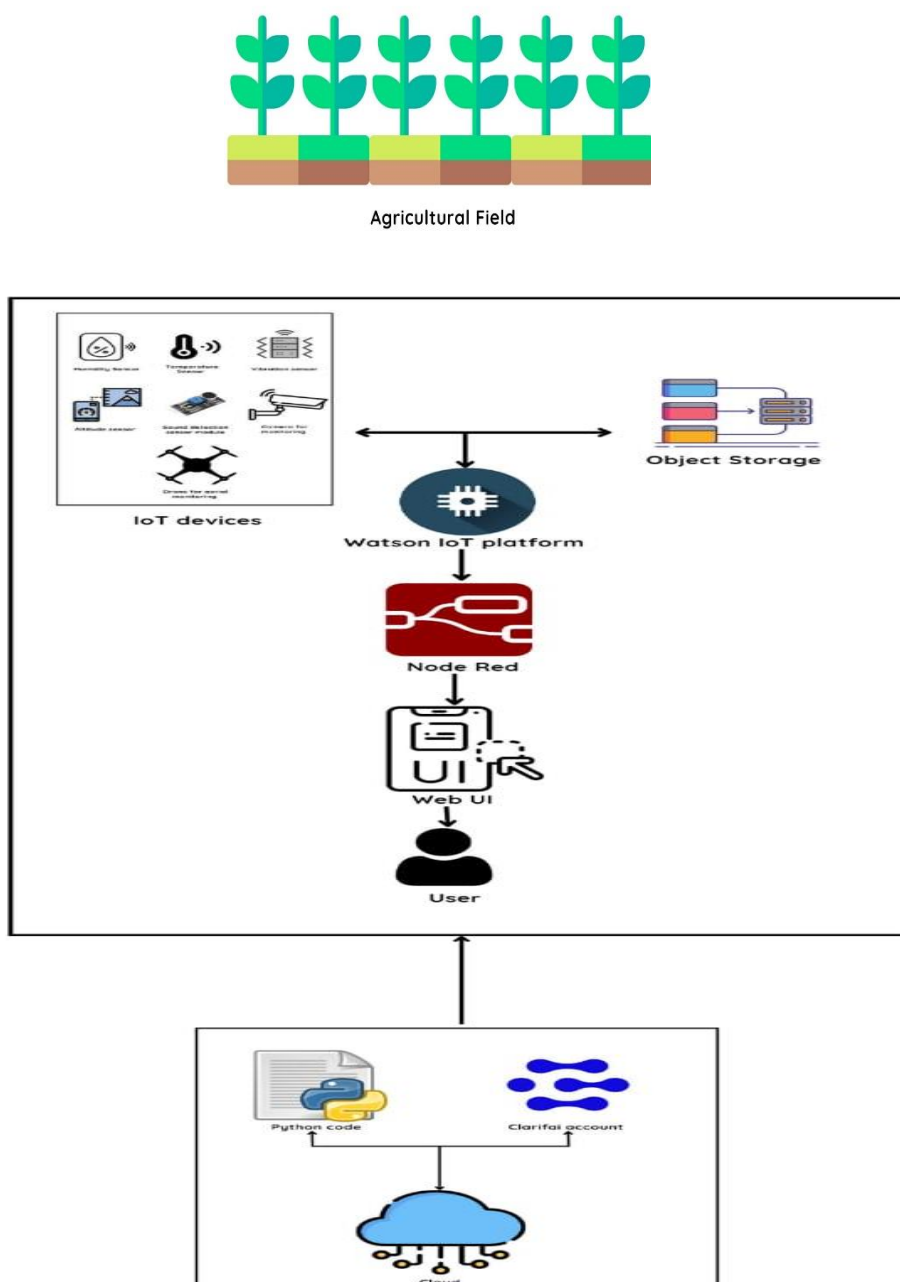 Agricultural Field
Humidity Sensor
Temperature
Sensor
Vibration sensor
Altitude sensor
Sound detection
sensor module
Camera for
monitoring
Drone for aerial
monitoring
IoT devices
Object Storage
Watson IoT platform
Node Red
UI
Web UI
User
Python code
Clarifai account
Cloud